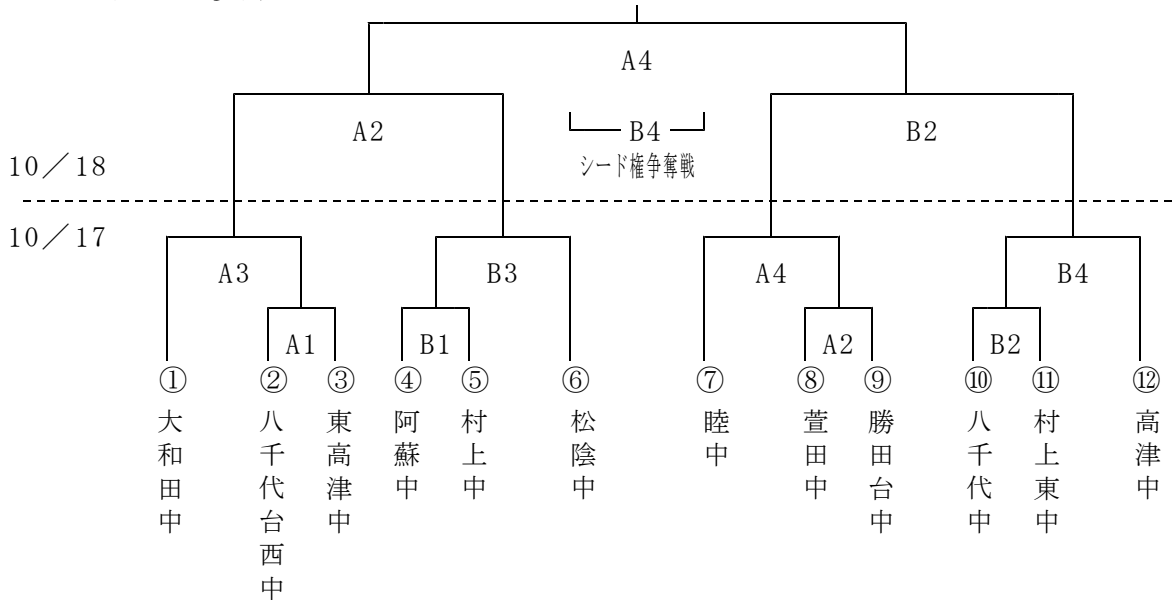 A4
A2
B4
B2
シード権争奪戦
10／18
10／17
A3
B3
A4
B4
A1
B1
A2
B2
①
②
③
④
⑤
⑥
⑦
⑧
⑨
⑩
⑪
⑫
大和田中
八千代台西中
東高津中
阿蘇中
村上中
松陰中
睦中
萱田中
勝田台中
八千代中
村上東中
高津中